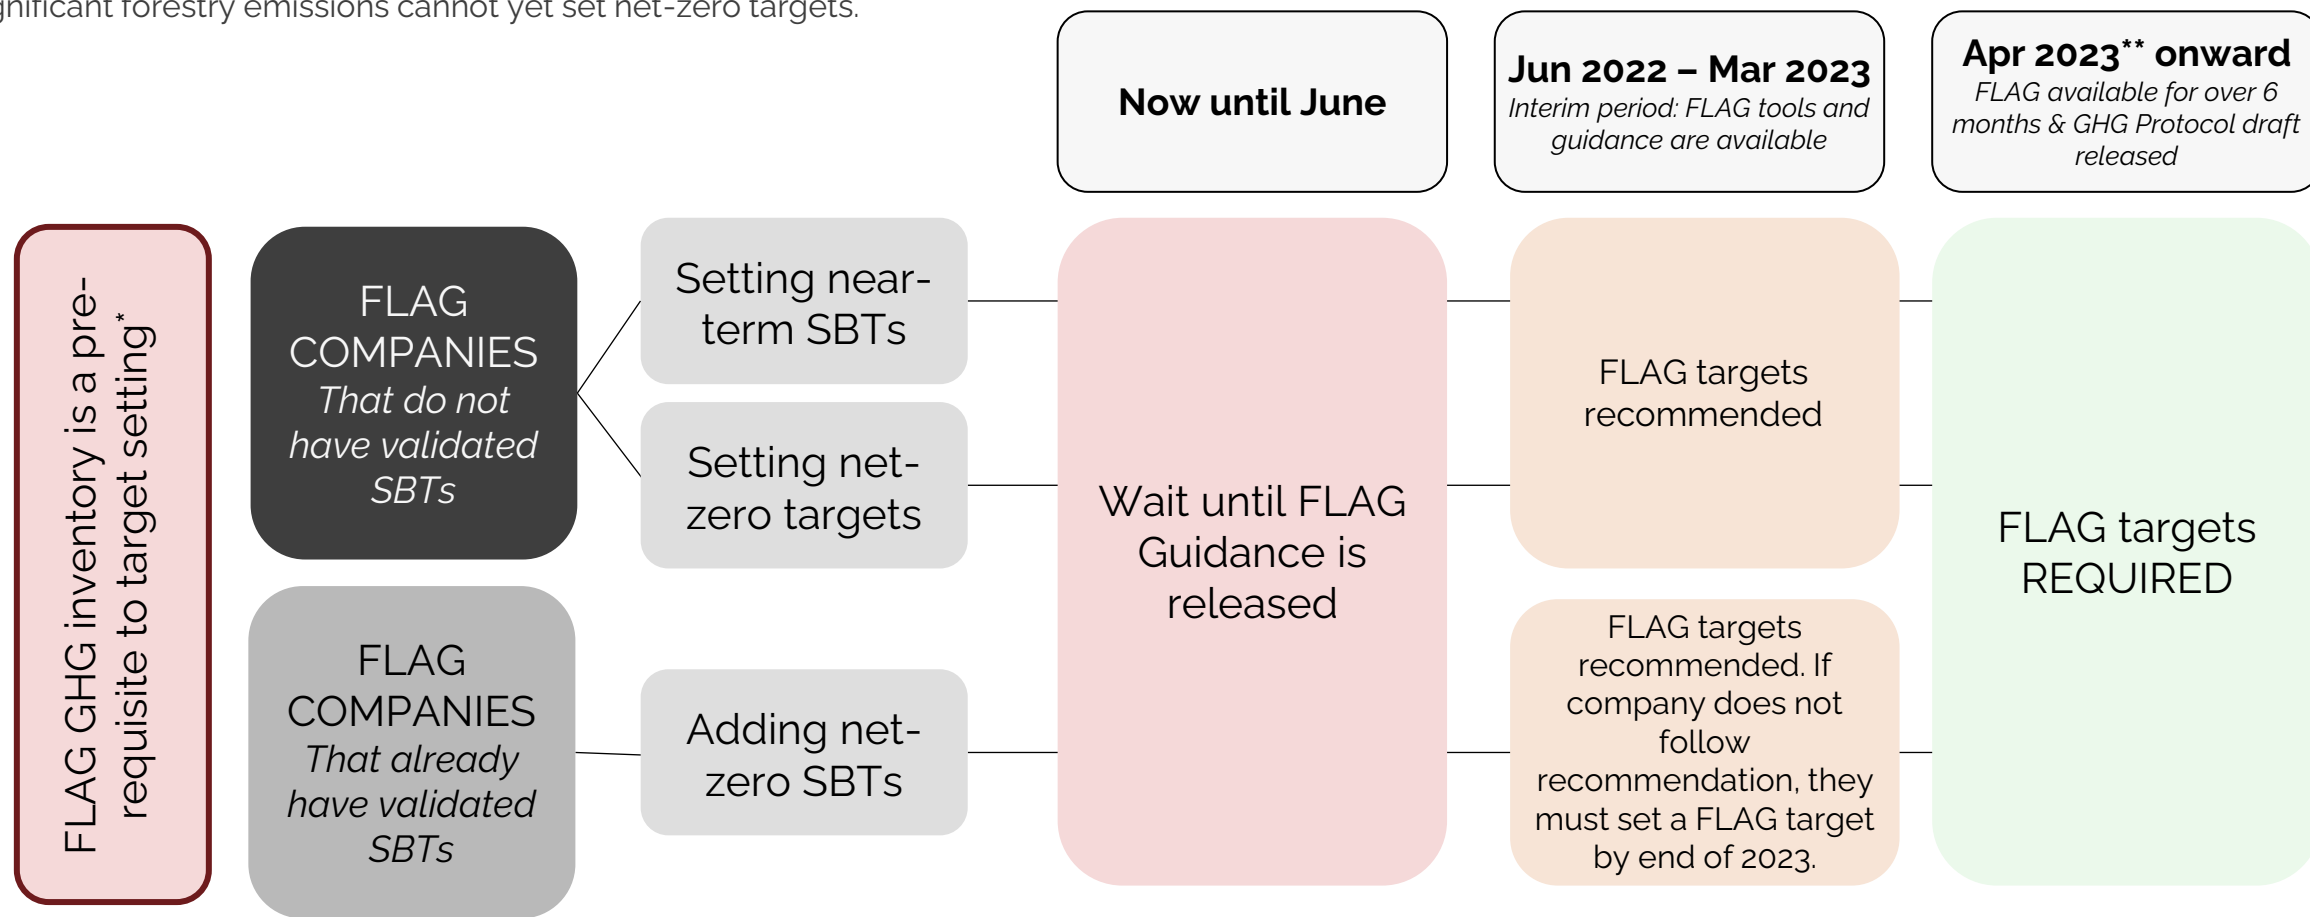 gnificant forestry emissions cannot yet set net-zero targets.
Now until June
Jun 2022 – Mar 2023
Interim period: FLAG tools and
guidance are available
Apr 2023** onward
FLAG available for over 6
months & GHG Protocol draft
released
FLAG GHG inventory is a pre-
requisite to target setting*
FLAG
COMPANIES
That do not
have validated
SBTs
Setting near-
term SBTs
Setting net-
zero targets
FLAG
COMPANIES
That already
have validated
SBTs
Adding net-
zero SBTs
Wait until FLAG
Guidance is
released
FLAG targets
recommended
FLAG targets
recommended. If
company does not
follow
recommendation, they
must set a FLAG target
by end of 2023.
FLAG targets
REQUIRED